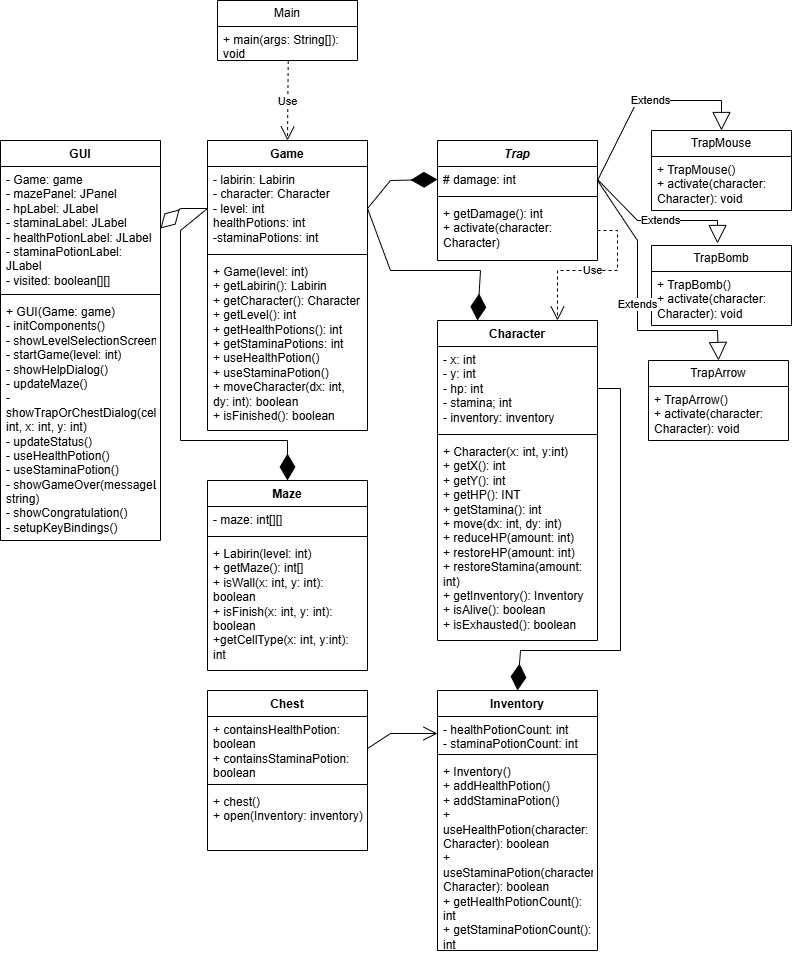 Main
+ main(args: String[]):
void
Use
GUI
- Game: game
- mazePanel: JPanel
- hpLabel: JLabel
- staminaLabel: JLabel
- healthPotionLabel: JLabel
- staminaPotionLabel:
JLabel
- visited: boolean[][]
+ GUI(Game: game)
- initComponents()
- showLevelSelectionScreen
- startGame(level: int)
- showHelpDialog()
- updateMaze()
-
showTrapOrChestDialog(cel
int, x: int, y: int)
- updateStatus()
- useHealthPotion()
- useStaminaPotion()
- showGameOver(message
string)
- showCongratulation()
- setupKeyBindings()
Game
- labirin: Labirin
- character: Character
- level: int
healthPotions: int
-staminaPotions: int
+ Game(level: int)
+ getLabirin(): Labirin
+ getCharacter(): Character
+ getLevel(): int
+ getHealthPotions(): int
+ getStaminaPotions: int
+ useHealthPotion()
+ useStaminaPotion()
+ moveCharacter(dx: int,
dy: int): boolean
+ isFinished(): boolean
Trap
# damage: int
+ getDamage(): int
+ activate(character:
Character)
Use
Extends
TrapMouse
+ TrapMouse()
+ activate(character:
Character): void
Extends
TrapBomb
+ TrapBomb()
+ activate(character:
Character): void
Extends
TrapArrow
+ TrapArrow()
+ activate(character:
Character): void
Character
- x: int
- y: int
- hp: int
- stamina; int
- inventory: inventory
+ Character(x: int, y:int)
+ getX(): int
+ getY(): int
+ getHP(): INT
+ getStamina(): int
+ move(dx: int, dy: int)
+ reduceHP(amount: int)
+ restoreHP(amount: int)
+ restoreStamina(amount:
int)
+ getInventory(): Inventory
+ isAlive(): boolean
+ isExhausted(): boolean
Maze
- maze: int[][]
+ Labirin(level: int)
+ getMaze(): int[]
+ isWall(x: int, y: int):
boolean
+ isFinish(x: int, y: int):
boolean
+getCellType(x: int, y:int):
int
Chest
+ containsHealthPotion:
boolean
+ containsStaminaPotion:
boolean
+ chest()
+ open(Inventory: inventory)
Inventory
- healthPotionCount: int
- staminaPotionCount: int
+ Inventory()
+ addHealthPotion()
+ addStaminaPotion()
+
useHealthPotion(character:
Character): boolean
+
useStaminaPotion(character
Character): boolean
+ getHealthPotionCount():
int
+ getStaminaPotionCount():
int